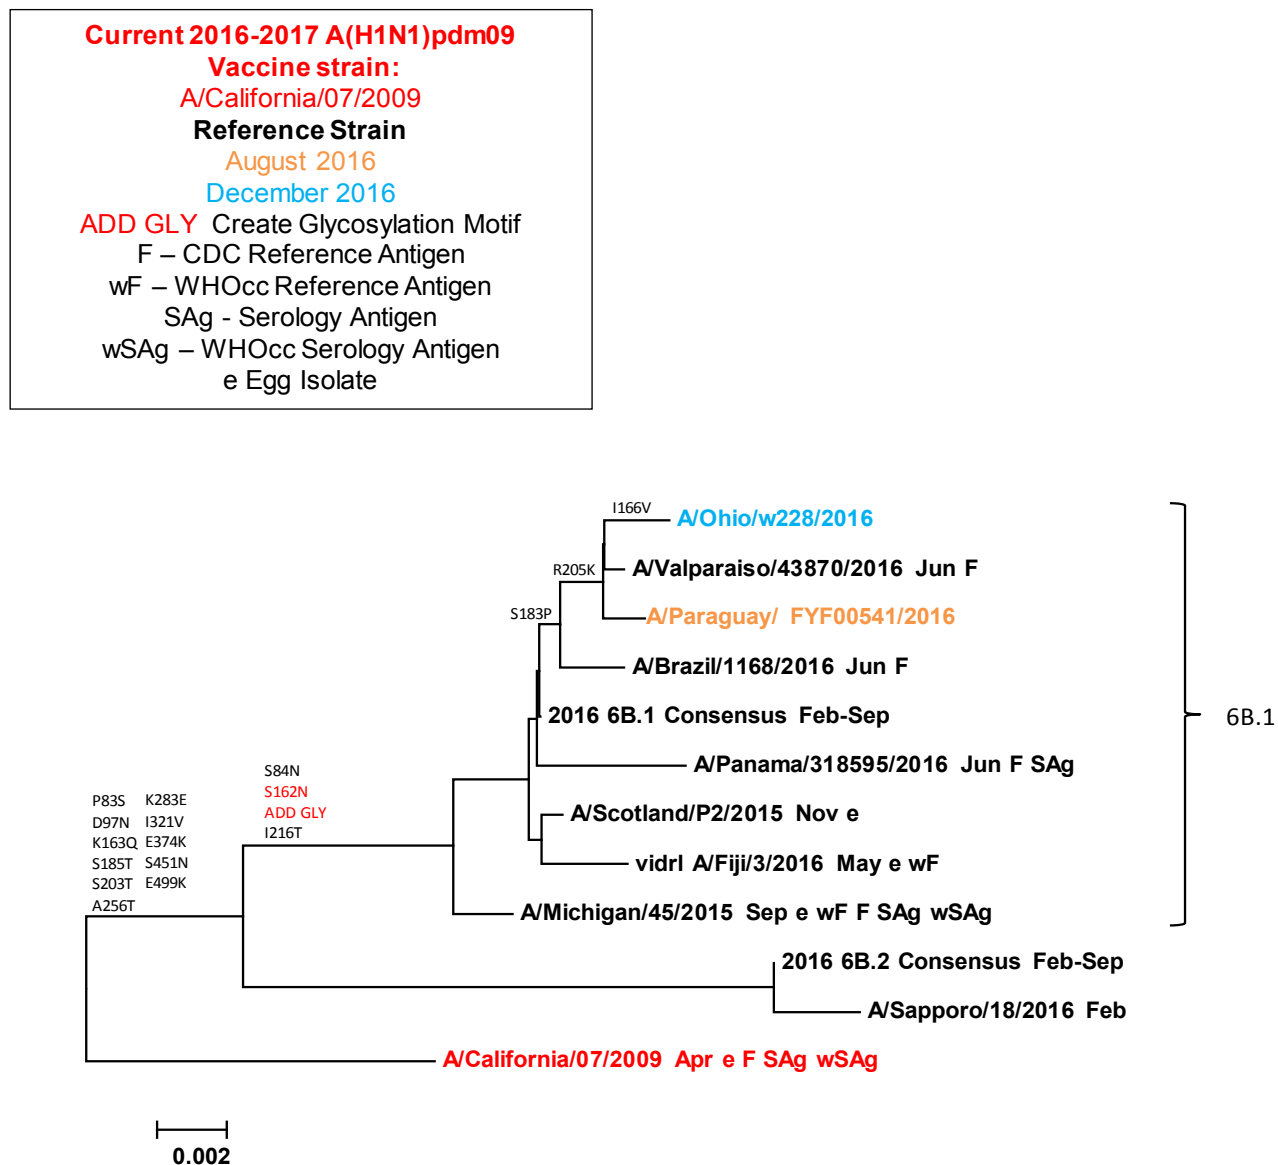 Current 2016-2017 A(H1N1)pdm09
Vaccine strain:
A/California/07/2009
Reference Strain
August 2016
December 2016
ADD GLY Create Glycosylation Motif
F – CDC Reference Antigen
wF – WHOcc Reference Antigen
SAg - Serology Antigen
wSAg – WHOcc Serology Antigen
e Egg Isolate
I166V
A/Ohio/w228/2016
A/Valparaiso/43870/2016 Jun F
R205K
A/Paraguay/ FYF00541/2016
S183P
A/Brazil/1168/2016 Jun F
2016 6B.1 Consensus Feb-Sep
6B.1
A/Panama/318595/2016 Jun F SAg
S84N
S162N
ADD GLY
I216T
A/Scotland/P2/2015 Nov e
vidrl A/Fiji/3/2016 May e wF
P83S K283E
D97N I321V
K163Q E374K
S185T S451N
S203T E499K
A256T
A/Michigan/45/2015 Sep e wF F SAg wSAg
2016 6B.2 Consensus Feb-Sep
A/Sapporo/18/2016 Feb
A/California/07/2009 Apr e F SAg wSAg
0.002